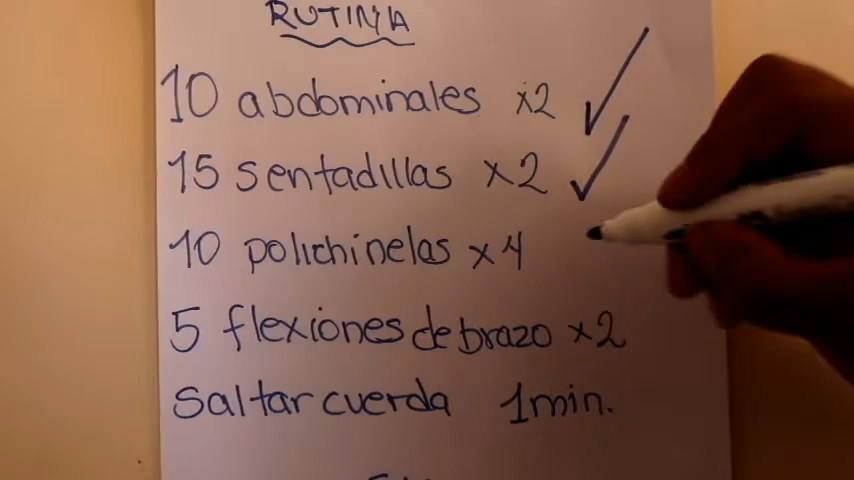 RUTINA
10 abdominales x2
15 sentadillas x2
10 polichinelas x4
5 flexiones de brazo x2
Saltar cuerda 1min.